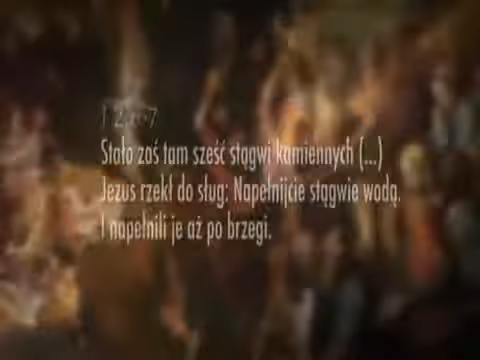 Stało zaś tam sześć stągwi kamiennych (...)
Jezus rzekł do sług: Napełnijcie stągwie wodą.
I napełnili je aż po brzegi.